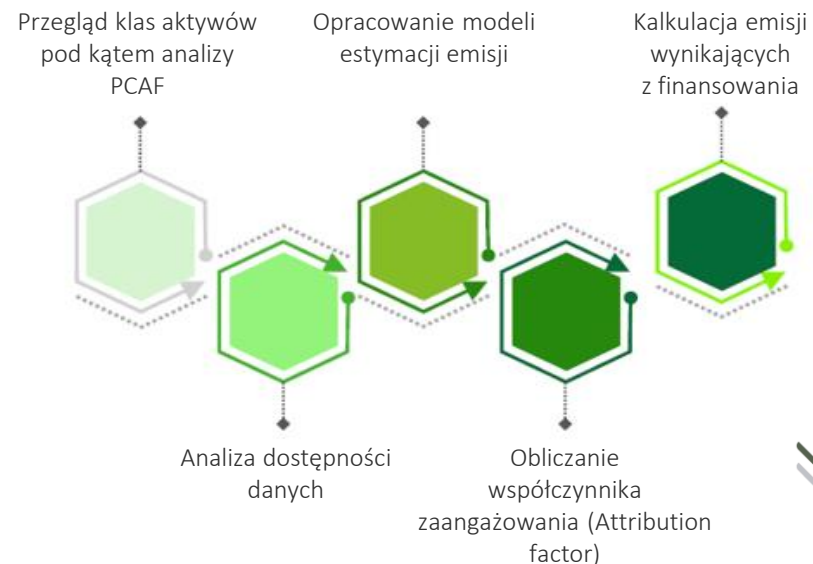 Przegląd klas aktywów
pod kątem analizy
PCAF
Analiza dostępności
danych
Opracowanie modeli
estymacji emisji
Obliczanie
współczynnika
zaangażowania (Attribution
factor)
Kalkulacja emisji
wynikających
z finansowania